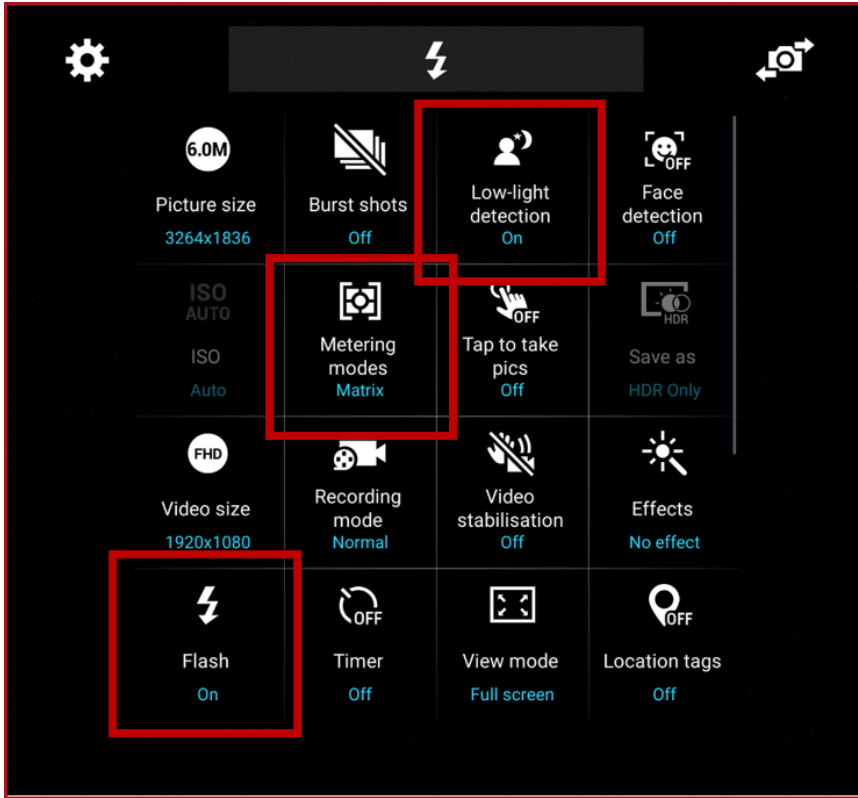 6.0M
Picture size
3264x1836
Burst shots
Off
Low-light
detection
On
OFF
Face
detection
Off
ISO
AUTO
ISO
Auto
Metering
modes
Matrix
OFF
Tap to take
pics
Off
HDR
Save as
HDR Only
FHD
Video size
1920x1080
Recording
mode
Normal
Video
stabilisation
Off
Effects
No effect
Flash
On
OFF
Timer
Off
View mode
Full screen
OFF
Location tags
Off